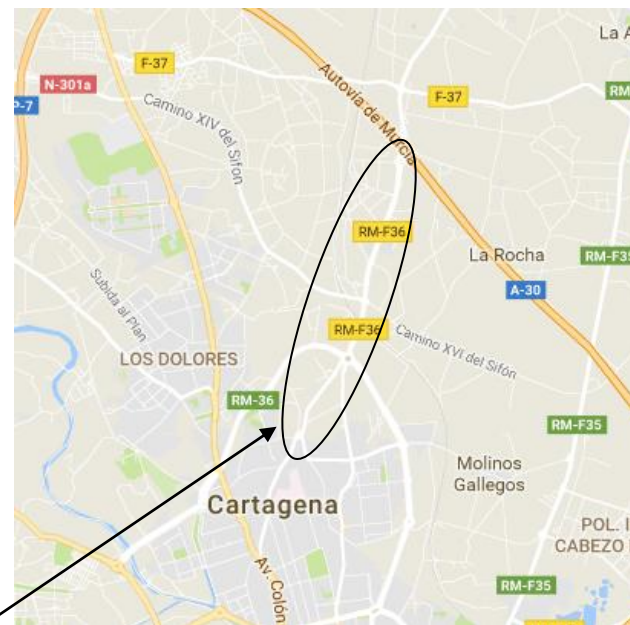 La A
F-37
N-301a
P-7
Autovía de Murcia
F-37
RM
Camino XIV del Sifón
RM-F36
La Rocha
RM-F35
A-30
Subida al Plan
RM-F36
Camino XVI del Sifón
LOS DOLORES
RM-36
RM-F35
Molinos
Gallegos
Cartagena
POL. I
CABEZO
Av. Colón
RM-F35